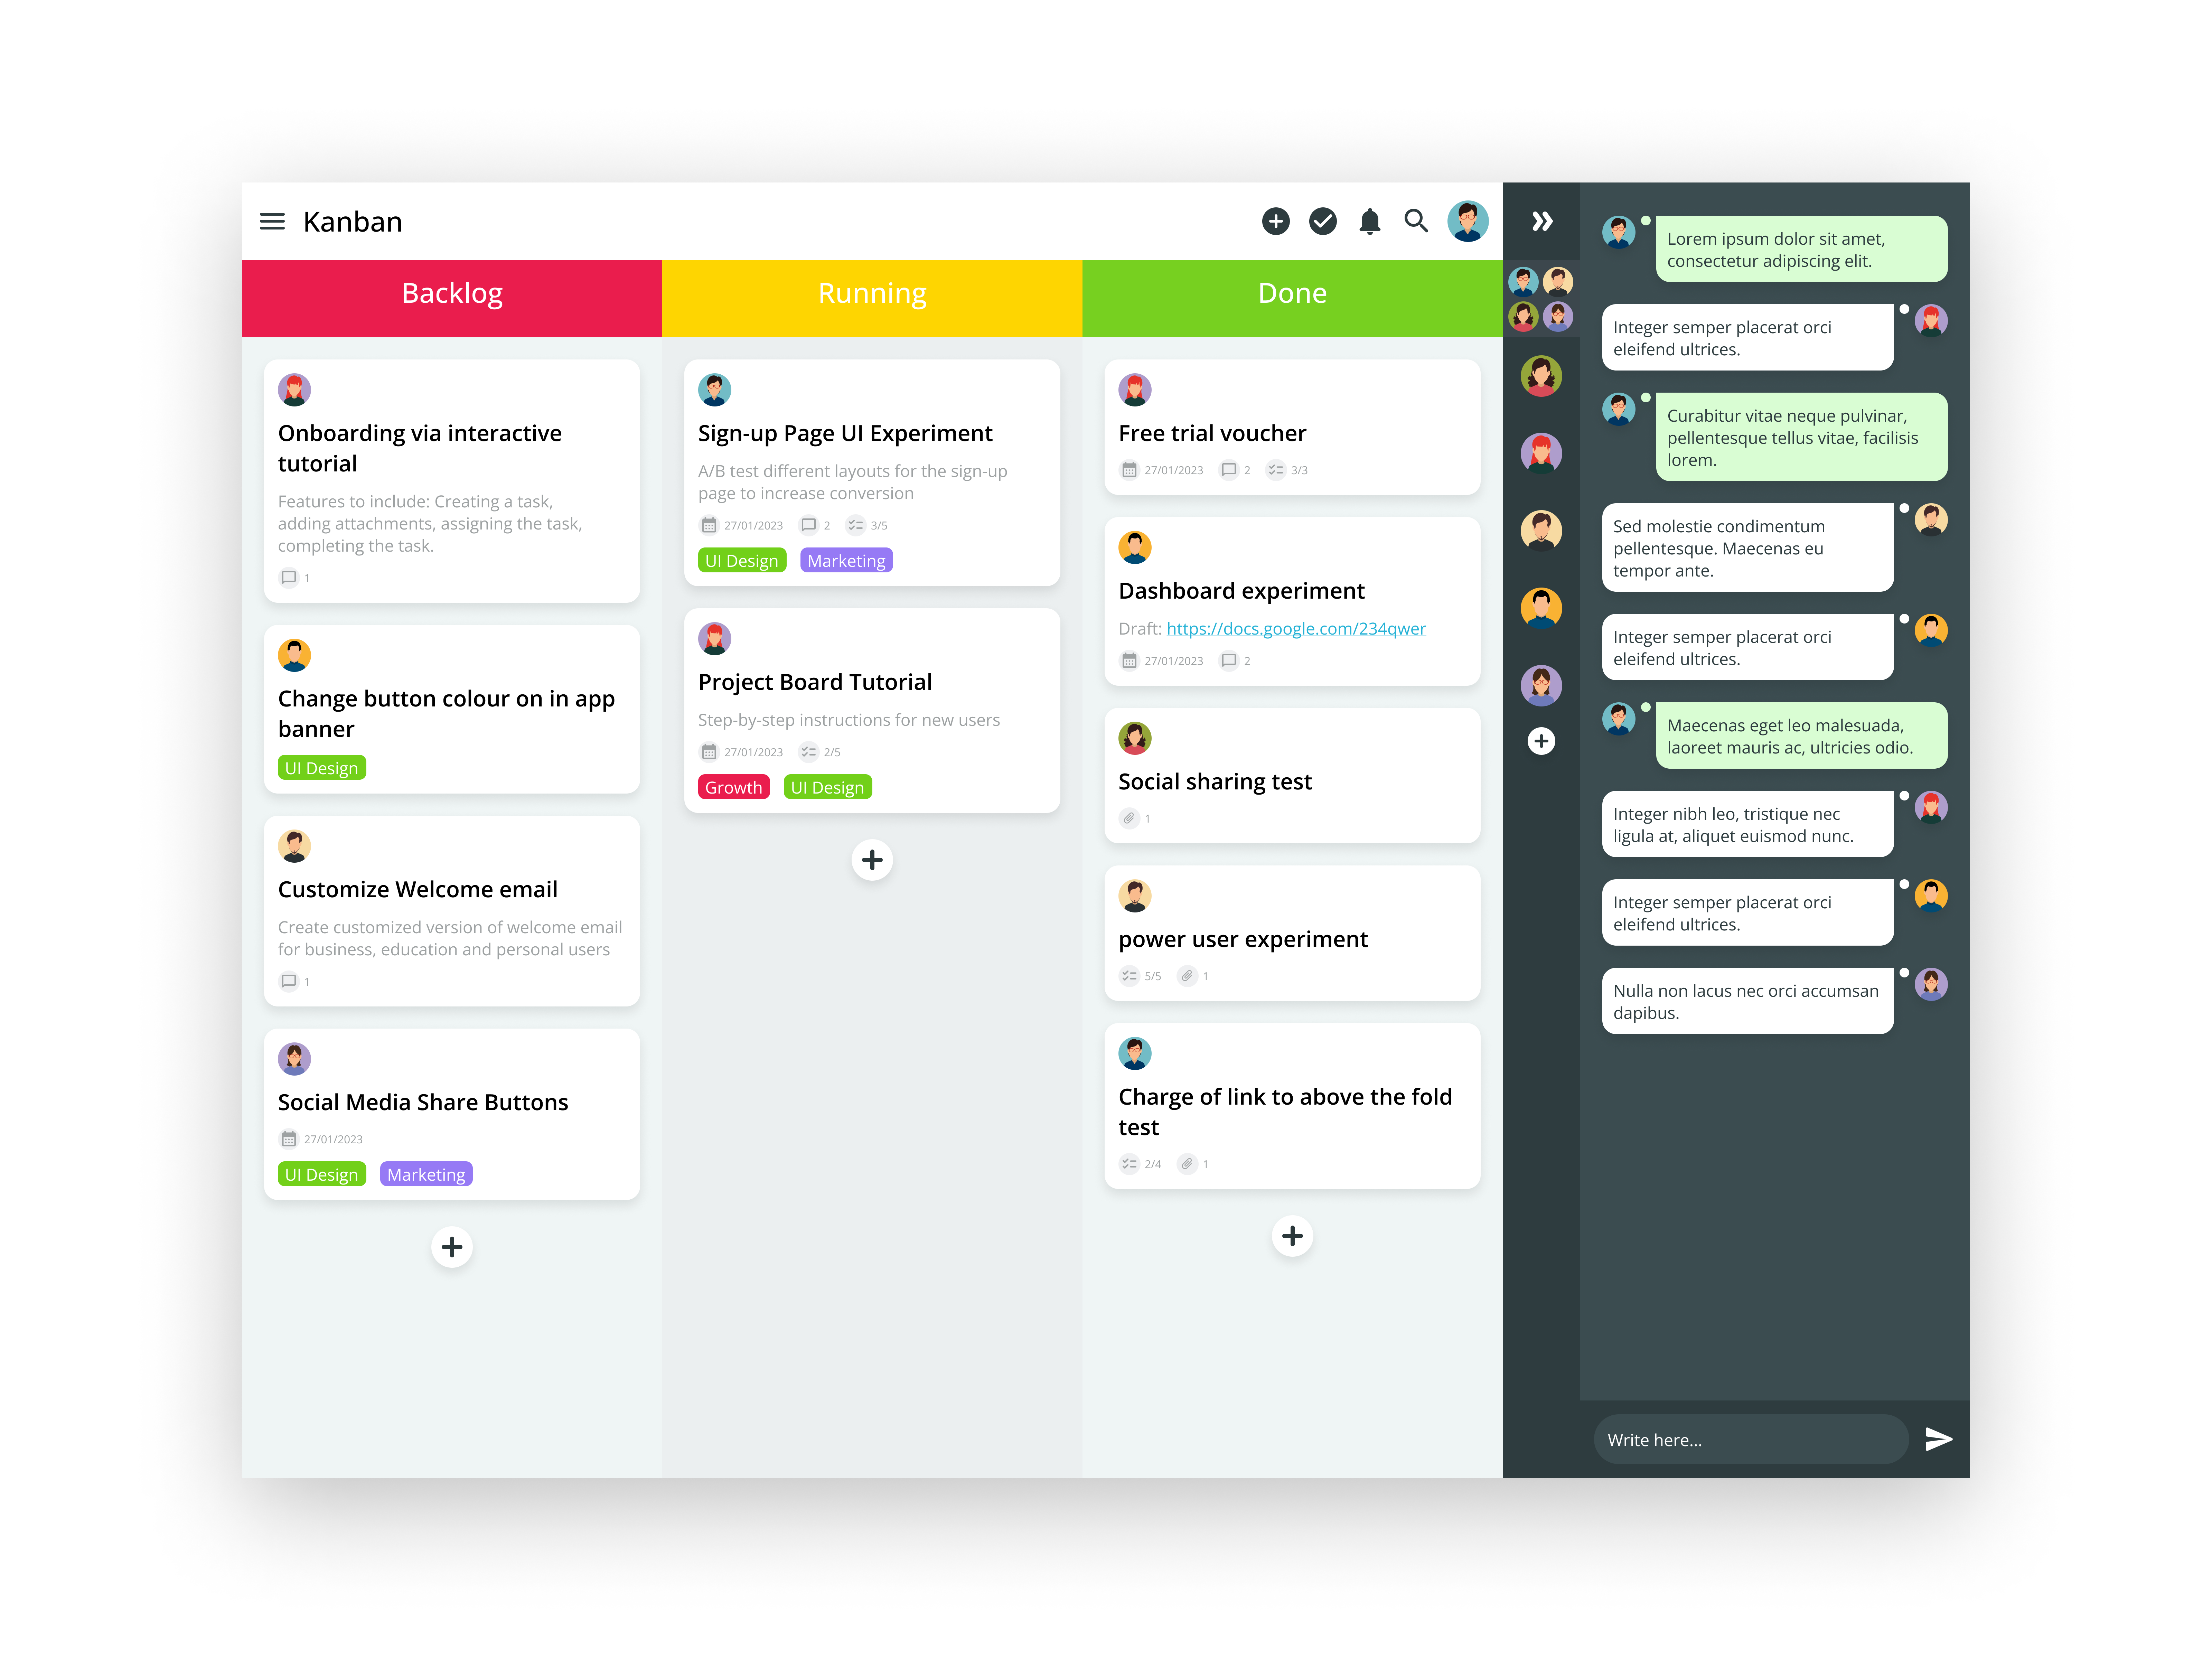 Kanban
Backlog
Onboarding via interactive
tutorial
Features to include: Creating a task,
adding attachments, assigning the task,
completing the task.
1
Change button colour on in app
banner
UI Design
Customize Welcome email
Create customized version of welcome email
for business, education and personal users
1
Social Media Share Buttons
27/01/2023
UI Design Marketing
Running
Sign-up Page UI Experiment
A/B test different layouts for the sign-up
page to increase conversion
27/01/2023 2 3/5
UI Design Marketing
Project Board Tutorial
Step-by-step instructions for new users
27/01/2023 2/5
Growth UI Design
Done
Free trial voucher
27/01/2023 2 3/3
Dashboard experiment
Draft: https://docs.google.com/234qwer
27/01/2023 2
Social sharing test
1
power user experiment
5/5 1
Charge of link to above the fold
test
2/4 1
Lorem ipsum dolor sit amet,
consectetur adipiscing elit.
Integer semper placerat orci
eleifend ultrices.
Curabitur vitae neque pulvinar,
pellentesque tellus vitae, facilisis
lorem.
Sed molestie condimentum
pellentesque. Maecenas eu
tempor ante.
Integer semper placerat orci
eleifend ultrices.
Maecenas eget leo malesuada,
laoreet mauris ac, ultricies odio.
Integer nibh leo, tristique nec
ligula at, aliquet euismod nunc.
Integer semper placerat orci
eleifend ultrices.
Nulla non lacus nec orci accumsan
dapibus.
Write here...